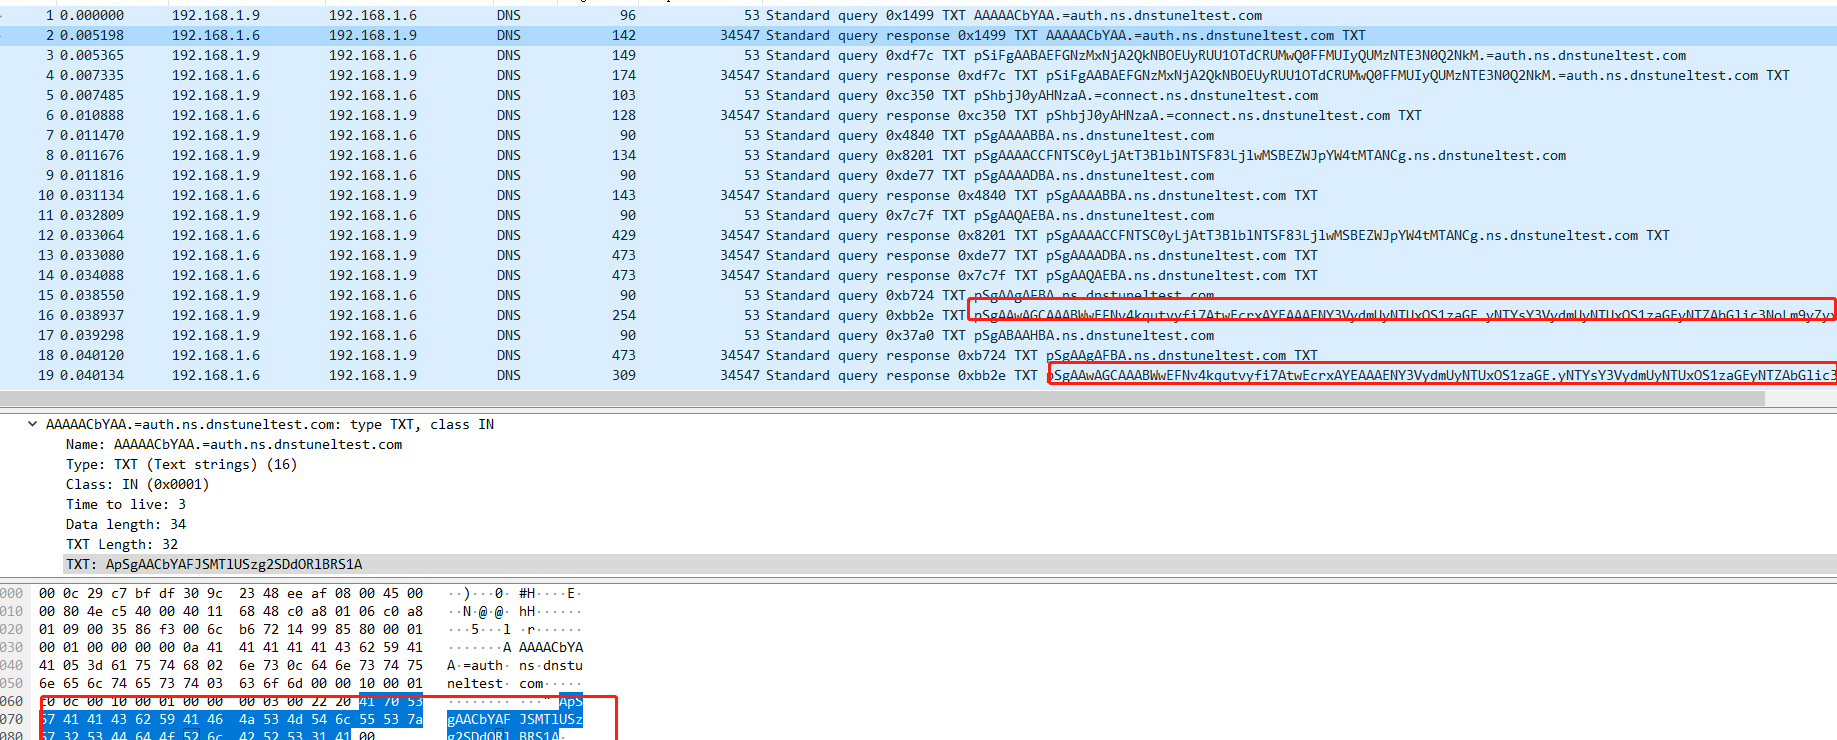 1 0.000000 192.168.1.9 192.168.1.6 DNS 96 53 Standard query 0x1499 TXT AAAAACbYAA.=auth.ns.dnstuneltest.com
2 0.005198 192.168.1.6 192.168.1.9 DNS 142 34547 Standard query response 0x1499 TXT AAAAACbYAA.=auth.ns.dnstuneltest.com TXT
3 0.005365 192.168.1.9 192.168.1.6 DNS 149 53 Standard query 0xdf7c TXT pSiFgAABAEFGNzMxNjA2QkNBOEUyRUU1OTdCRUMwQ0FFMUIyQUMzNTE3N0Q2NkM.=auth.ns.dnstuneltest.com
4 0.007335 192.168.1.6 192.168.1.9 DNS 174 34547 Standard query response 0xdf7c TXT pSiFgAABAEFGNzMxNjA2QkNBOEUyRUU1OTdCRUMwQ0FFMUIyQUMzNTE3N0Q2NkM.=auth.ns.dnstuneltest.com TXT
5 0.007485 192.168.1.9 192.168.1.6 DNS 103 53 Standard query 0xc350 TXT pShbjJ0yAHNzaA.=connect.ns.dnstuneltest.com
6 0.010888 192.168.1.6 192.168.1.9 DNS 128 34547 Standard query response 0xc350 TXT pShbjJ0yAHNzaA.=connect.ns.dnstuneltest.com TXT
7 0.011470 192.168.1.9 192.168.1.6 DNS 90 53 Standard query 0x4840 TXT pSgAAAABBA.ns.dnstuneltest.com
8 0.011676 192.168.1.9 192.168.1.6 DNS 134 53 Standard query 0x8201 TXT pSgAAAACCFNTSC0yLjAtT3BlblNTSF83LjlwMSBEZWJpYW4tMTANCg.ns.dnstuneltest.com
9 0.011816 192.168.1.9 192.168.1.6 DNS 90 53 Standard query 0xde77 TXT pSgAAAADBA.ns.dnstuneltest.com
10 0.031134 192.168.1.6 192.168.1.9 DNS 143 34547 Standard query response 0x4840 TXT pSgAAAABBA.ns.dnstuneltest.com TXT
11 0.032809 192.168.1.9 192.168.1.6 DNS 90 53 Standard query 0x7c7f TXT pSgAAQAEBA.ns.dnstuneltest.com
12 0.033064 192.168.1.6 192.168.1.9 DNS 429 34547 Standard query response 0x8201 TXT pSgAAAACCFNTSC0yLjAtT3BlblNTSF83LjlwMSBEZWJpYW4tMTANCg.ns.dnstuneltest.com TXT
13 0.033080 192.168.1.6 192.168.1.9 DNS 473 34547 Standard query response 0xde77 TXT pSgAAAADBA.ns.dnstuneltest.com TXT
14 0.034088 192.168.1.6 192.168.1.9 DNS 473 34547 Standard query response 0x7c7f TXT pSgAAQAEBA.ns.dnstuneltest.com TXT
15 0.038550 192.168.1.9 192.168.1.6 DNS 90 53 Standard query 0xb724 TXT pSgAAgAFBA.ns.dnstuneltest.com
16 0.038937 192.168.1.9 192.168.1.6 DNS 254 53 Standard query 0xbb2e TXT
17 0.039298 192.168.1.9 192.168.1.6 DNS 90 53 Standard query 0x37a0 TXT pSgABAAHBA.ns.dnstuneltest.com
18 0.040120 192.168.1.6 192.168.1.9 DNS 473 34547 Standard query response 0xb724 TXT pSgAAgAFBA.ns.dnstuneltest.com TXT
19 0.040134 192.168.1.6 192.168.1.9 DNS 309 34547 Standard query response 0xbb2e TXT
AAAAACbYAA.=auth.ns.dnstuneltest.com: type TXT, class IN
Name: AAAAACbYAA.=auth.ns.dnstuneltest.com
Type: TXT (Text strings) (16)
Class: IN (0x0001)
Time to live: 3
Data length: 34
TXT Length: 32
TXT: ApSgAACbYAFJSMTlUSzg2SDdORlBRS1A
000 00 0c 29 c7 bf df 30 9c 23 48 ee af 08 00 45 00 ··)···0· #H····E·
010 00 80 4e c5 40 00 40 11 68 48 c0 a8 01 06 c0 a8 ··N·@·@· hH······
020 01 09 00 35 86 f3 00 6c b6 72 14 99 85 80 00 01 ···5···l ·r······
030 00 01 00 00 00 00 0a 41 41 41 41 41 43 62 59 41 ·······A AAAAACbYA
040 41 05 3d 61 75 74 68 02 6e 73 0c 64 6e 73 74 75 A·=auth· ns·dnstu
050 6e 65 6c 74 65 73 74 03 63 6f 6d 00 00 10 00 01 neltest· com·····
060 c0 0c 00 10 00 01 00 00 00 03 00 22 20 41 70 53 ········ ···" ApS
070 67 41 41 43 62 59 41 46 4a 53 4d 54 6c 55 53 7a gAACbYAF JSMTlUSz
080 67 32 53 44 64 4f 52 6c 42 52 53 31 41 00 g2SDdORl BRS1A·